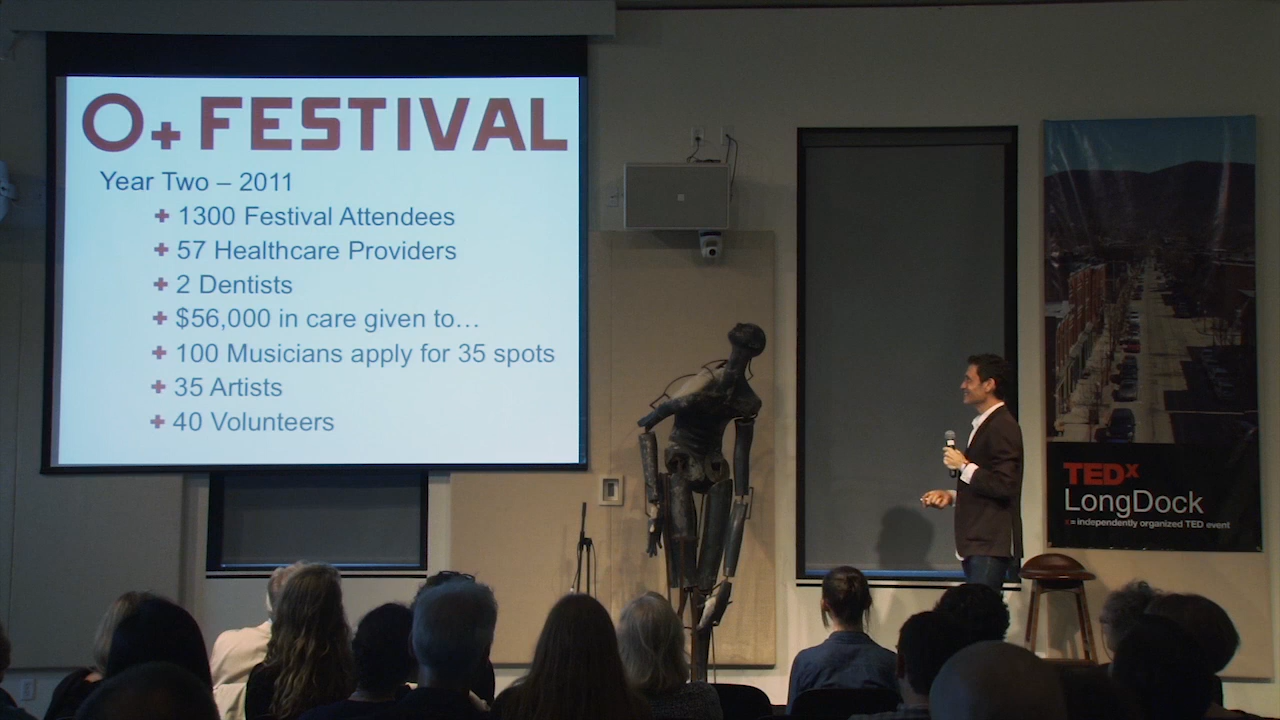 O+ FESTIVAL
Year Two – 2011
+ 1300 Festival Attendees
+ 57 Healthcare Providers
+ 2 Dentists
+ $56,000 in care given to…
+ 100 Musicians apply for 35 spots
+ 35 Artists
+ 40 Volunteers
TEDx
LongDock
x = independently organized TED event